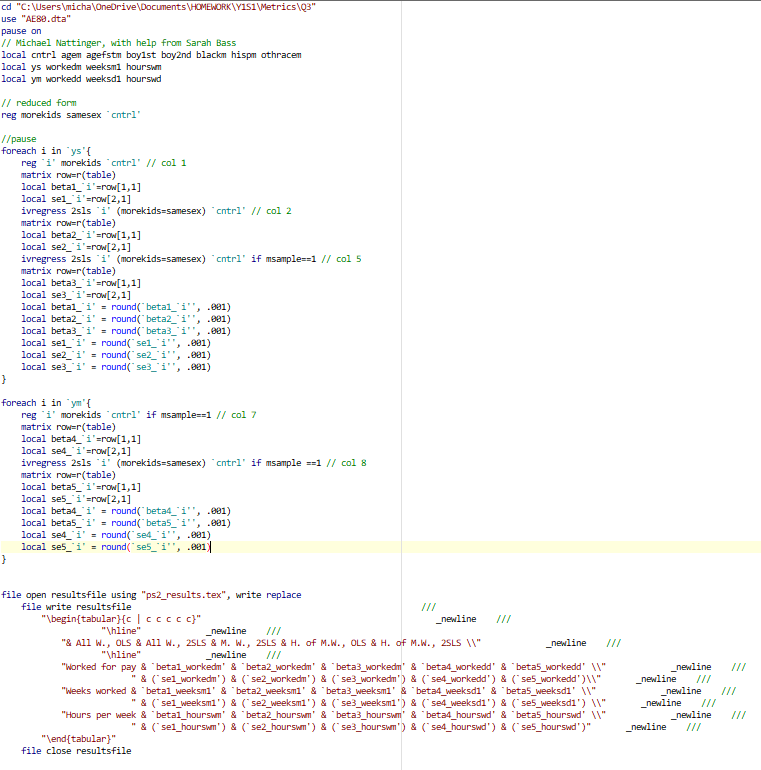 cd "C:\Users\micha\OneDrive\Documents\HOMEWORK\Y1S1\Metrics\Q3"
use "AE80.dta"
pause on
// Michael Nattinger, with help from Sarah Bass
local cntrl agem agefstm boy1st boy2nd blackm hispm othracem
local ys workedm weeksm1 hourswm
local ym workedd weeksd1 hourswd
// reduced form
reg morekids samesex `cntrl'
//pause
foreach i in `ys'{
reg `i' morekids `cntrl' // col 1
matrix row=r(table)
local beta1_`i'=row[1,1]
local se1_`i'=row[2,1]
ivregress 2sls `i' (morekids=samesex) `cntrl' // col 2
matrix row=r(table)
local beta2_`i'=row[1,1]
local se2_`i'=row[2,1]
ivregress 2sls `i' (morekids=samesex) `cntrl' if msample==1 // col 5
matrix row=r(table)
local beta3_`i'=row[1,1]
local se3_`i'=row[2,1]
local beta1_`i' = round(`beta1_`i'', .001)
local beta2_`i' = round(`beta2_`i'', .001)
local beta3_`i' = round(`beta3_`i'', .001)
local se1_`i' = round(`se1_`i'', .001)
local se2_`i' = round(`se2_`i'', .001)
local se3_`i' = round(`se3_`i'', .001)
}
foreach i in `ym'{
reg `i' morekids `cntrl' if msample==1 // col 7
matrix row=r(table)
local beta4_`i'=row[1,1]
local se4_`i'=row[2,1]
ivregress 2sls `i' (morekids=samesex) `cntrl' if msample ==1 // col 8
matrix row=r(table)
local beta5_`i'=row[1,1]
local se5_`i'=row[2,1]
local beta4_`i' = round(`beta4_`i'', .001)
local beta5_`i' = round(`beta5_`i'', .001)
local se4_`i' = round(`se4_`i'', .001)
local se5_`i' = round(`se5_`i'', .001)
}
file open resultsfile using "ps2_results.tex", write replace
file write resultsfile ///
"\begin{tabular}{c | c c c c c}" _newline ///
"\hline" _newline ///
"& All W., OLS & All W., 2SLS & M. W., 2SLS & H. of M.W., OLS & H. of M.W., 2SLS \\" _newline ///
"\hline" _newline ///
"Worked for pay & `beta1_workedm' & `beta2_workedm' & `beta3_workedm' & `beta4_workedd' & `beta5_workedd' \\" _newline ///
" & (`se1_workedm') & (`se2_workedm') & (`se3_workedm') & (`se4_workedd') & (`se5_workedd')\\" _newline ///
"Weeks worked & `beta1_weeksm1' & `beta2_weeksm1' & `beta3_weeksm1' & `beta4_weeksd1' & `beta5_weeksd1' \\" _newline ///
" & (`se1_weeksm1') & (`se2_weeksm1') & (`se3_weeksm1') & (`se4_weeksd1') & (`se5_weeksd1') \\" _newline ///
"Hours per week & `beta1_hourswm' & `beta2_hourswm' & `beta3_hourswm' & `beta4_hourswd' & `beta5_hourswd' \\" _newline ///
" & (`se1_hourswm') & (`se2_hourswm') & (`se3_hourswm') & (`se4_hourswd') & (`se5_hourswd')" _newline ///
"\end{tabular}"
file close resultsfile